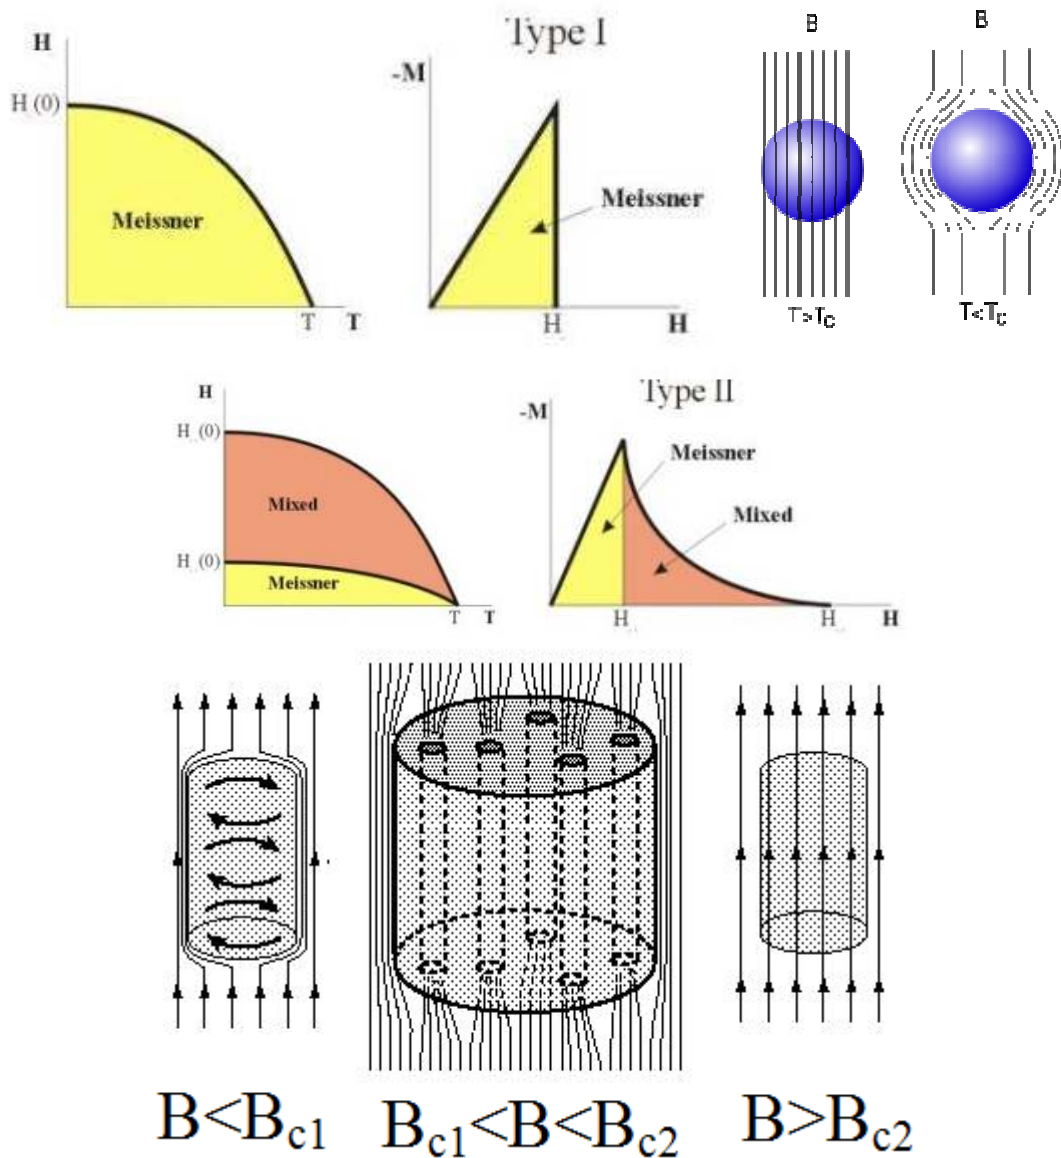 Type I
H
H (0)
Meissner
T
T
-M
Meissner
H
H
B
B
T>Tc
T<Tc
Type II
H
H (0)
Mixed
H (0)
Meissner
T
T
-M
Meissner
Mixed
H
H
H
B<Bc1
Bc1<B<Bc2
B>Bc2